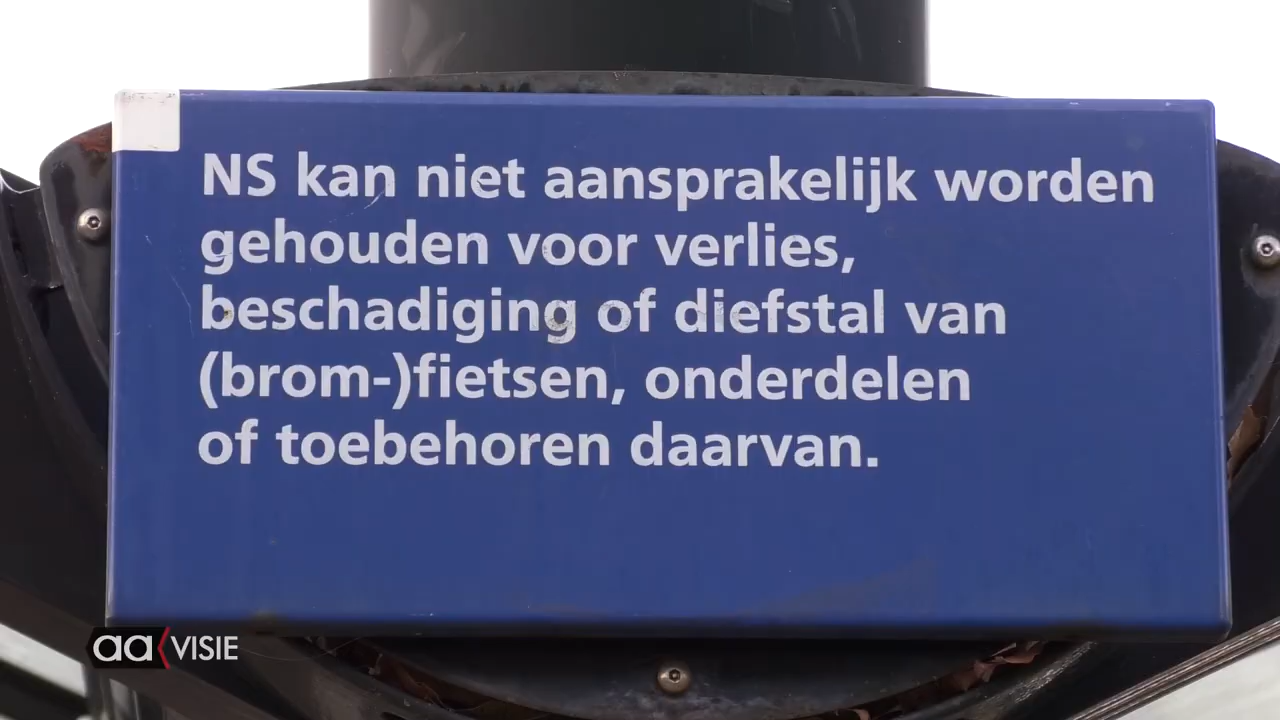 NS kan niet aansprakelijk worden
gehouden voor verlies,
beschadiging of diefstal van
(brom-)fietsen, onderdelen
of toebehoren daarvan.
aa VISIE